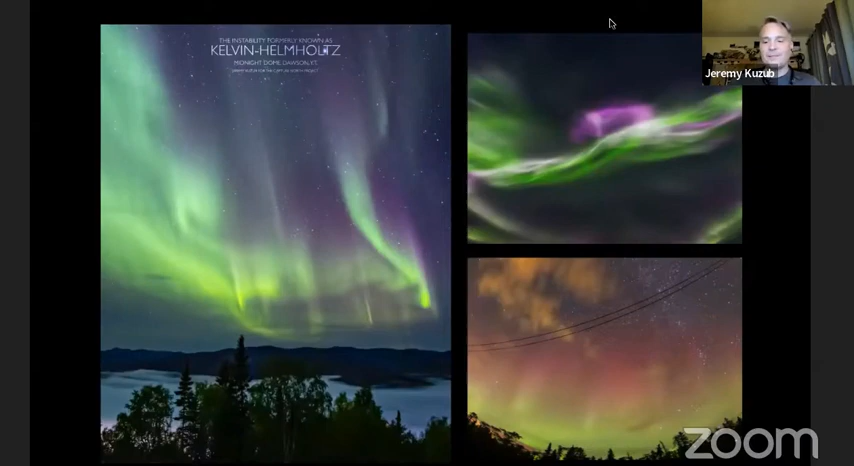 THE INSTABILITY FORMERLY KNOWN AS
KELVIN-HELMHOLTZ
MIDNIGHT DOME, DAWSON, Y.T.
Jeremy Kuzub
zoom